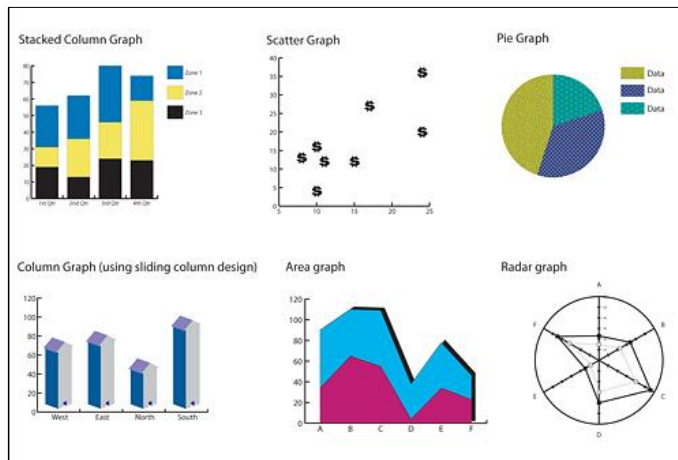 Stacked Column Graph
80
70
60
50
40
30
20
10
0
1st Qtr 2nd Qtr 3rd Qtr 4th Qtr
Zone 1
Zone 2
Zone 3
Scatter Graph
40
35
30
25
20
15
10
5
0
5 10 15 20 25
$ $ $ $ $ $ $ $
Pie Graph
Data
Data
Data
Column Graph (using sliding column design)
120
100
80
60
40
20
0
West East North South
Area graph
120
100
80
60
40
20
0
A B C D E F
Radar graph
A
F B
E C
D